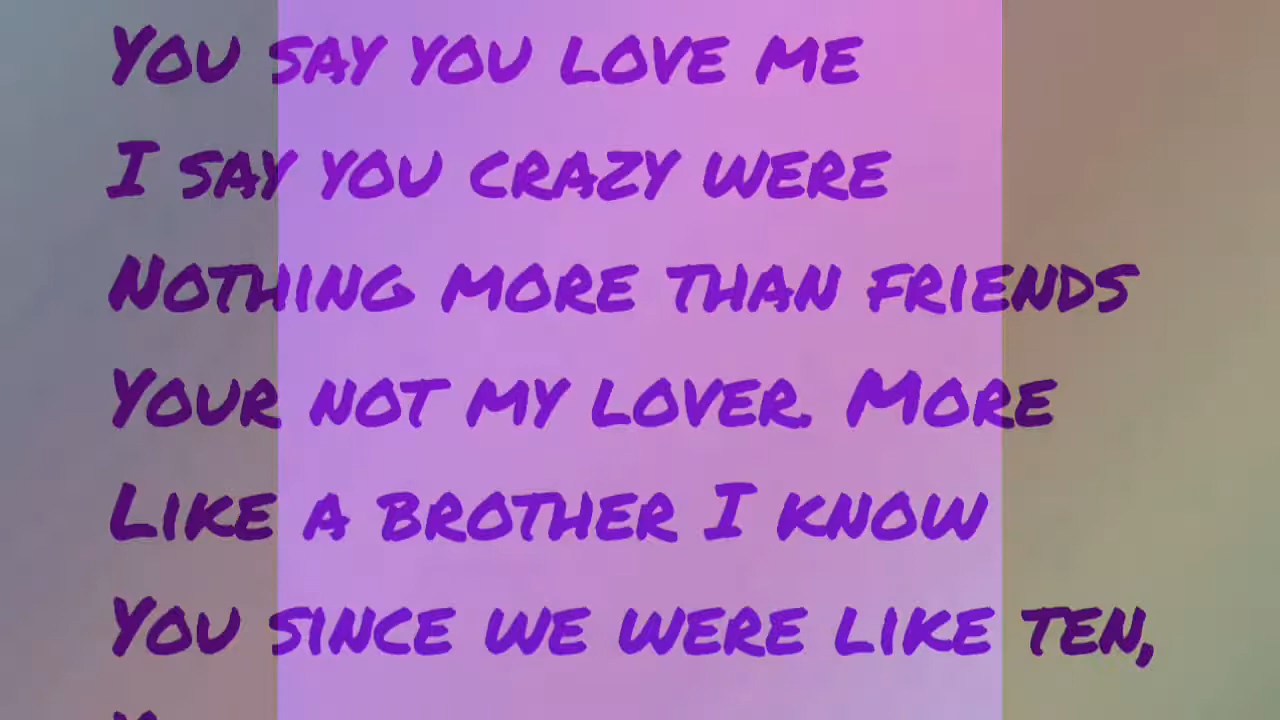 You say you love me
I say you crazy were
Nothing more than friends
Your not my lover. More
Like a brother I know
You since we were like ten,